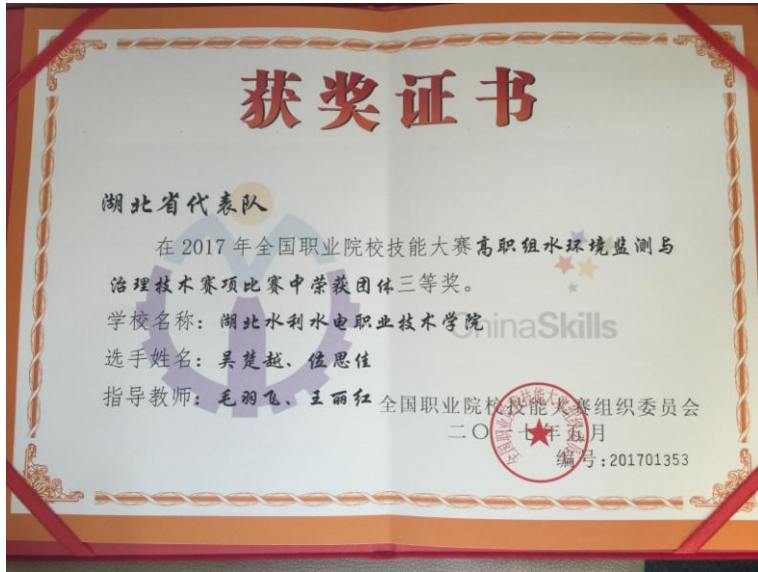 获奖证书
湖北省代表队
在2017年全国职业院校技能大赛高职组水环境监测与
治理技术赛项比赛中荣获团体三等奖。
学校名称：湖北水利水电职业技术学院
ChinaSkills
选手姓名：吴楚越、伍思佳
指导教师：毛羽飞、王丽红
全国职业院校技能大赛组织委员会
二〇一七年五月
编号:201701353